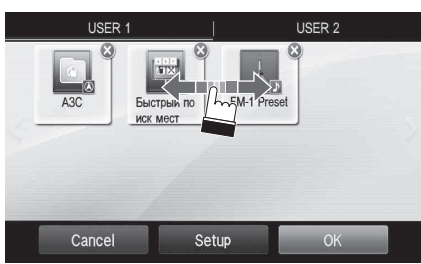 USER 1
USER 2
АЗС
Быстрый по
иск мест
FM-1 Preset
Cancel
Setup
OK